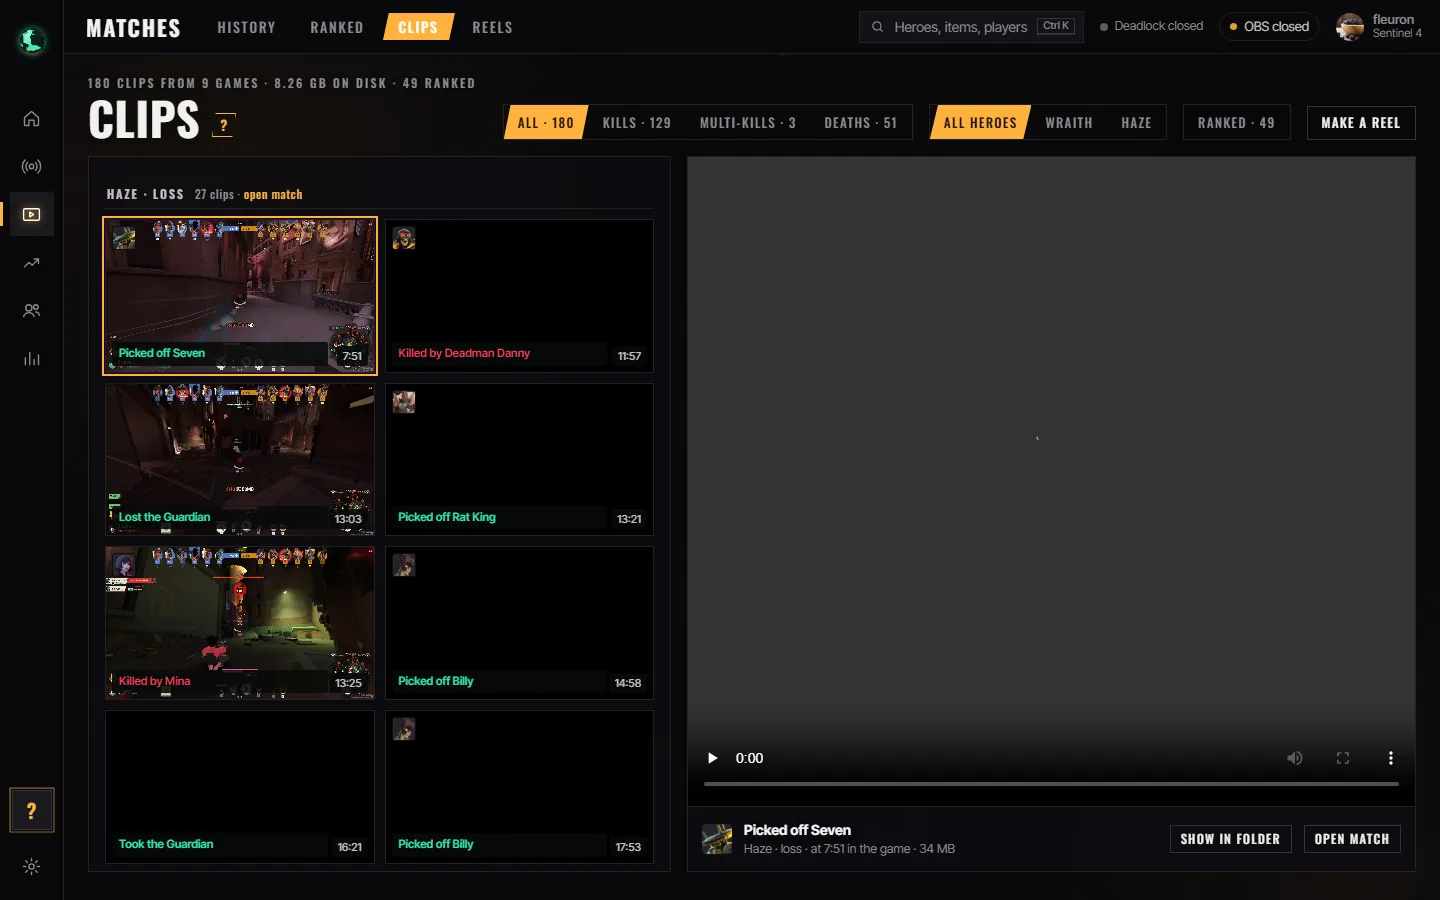 MATCHES
HISTORY
RANKED
CLIPS
REELS
Heroes, items, players
Ctrl K
Deadlock closed
OBS closed
fleuron
Sentinel 4
180 CLIPS FROM 9 GAMES · 8.26 GB ON DISK · 49 RANKED
CLIPS
?
ALL · 180
KILLS · 129
MULTI-KILLS · 3
DEATHS · 51
ALL HEROES
WRAITH
HAZE
RANKED · 49
MAKE A REEL
HAZE · LOSS 27 clips · open match
Picked off Seven
7:51
Killed by Deadman Danny
11:57
Lost the Guardian
13:03
Picked off Rat King
13:21
Killed by Mina
13:25
Picked off Billy
14:58
Took the Guardian
16:21
Picked off Billy
17:53
0:00
Picked off Seven
Haze · loss · at 7:51 in the game · 34 MB
SHOW IN FOLDER
OPEN MATCH
?